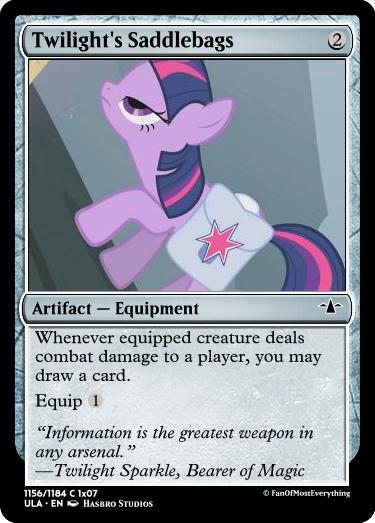 Twilight's Saddlebags 2
Artifact — Equipment
Whenever equipped creature deals
combat damage to a player, you may
draw a card.
Equip 1
“Information is the greatest weapon in
any arsenal.”
—Twilight Sparkle, Bearer of Magic
1156/1184 C 1x07
ULA • EN Hasbro Studios
© FanOfMostEverything